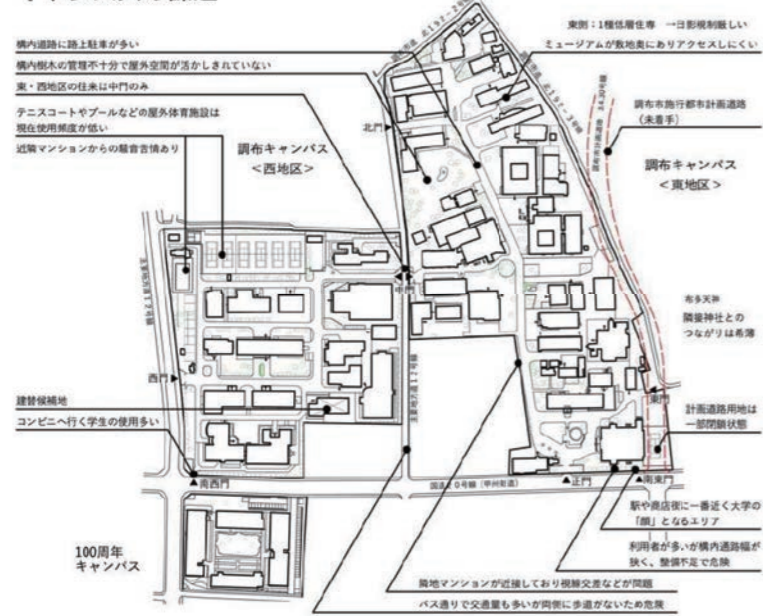 東側：1種低層住専　→日影規制厳しい
構内道路に路上駐車が多い
ミュージアムが敷地奥にありアクセスしにくい
構内樹木の管理不十分で屋外空間が活かしきれていない
東・西地区の往来は中門のみ
テニスコートやプールなどの屋外体育施設は
現在使用頻度が低い
近隣マンションからの騒音苦情あり
調布市施行都市計画道路
（未着手）
北門
調布キャンパス
＜西地区＞
調布キャンパス
＜東地区＞
中門
布多天神
隣接神社との
つながりは希薄
西門
東門
建替候補地
コンビニへ行く学生の使用多い
計画道路用地は
一部閉鎖状態
南西門
国道20号線（甲州街道）
正門
南東門
駅や商店街に一番近く大学の
「顔」となるエリア
利用者が多いが構内通路幅が
狭く、整備不足で危険
100周年
キャンパス
隣地マンションが近接しており視線交差などが問題
バス通りで交通量も多いが両側に歩道がないため危険